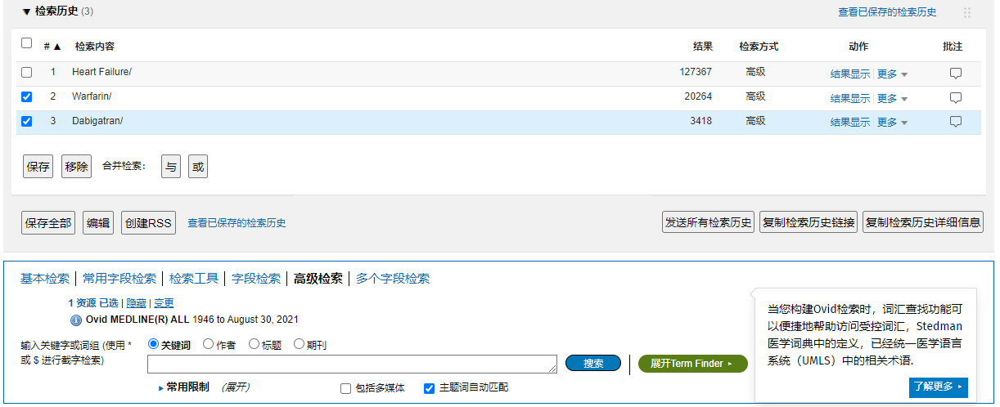 ▼ 检索历史 (3) 查看已保存的检索历史
# ▲ 检索内容 结果 检索方式 动作 批注
1 Heart Failure/ 127367 高级 结果显示 更多
2 Warfarin/ 20264 高级 结果显示 更多
3 Dabigatran/ 3418 高级 结果显示 更多
保存 移除 合并检索： 与 或
保存全部 编辑 创建RSS 查看已保存的检索历史 发送所有检索历史 复制检索历史链接 复制检索历史详细信息
基本检索 | 常用字段检索 | 检索工具 | 字段检索 | 高级检索 | 多个字段检索
1 资源 已选 | 隐藏 | 变更
Ovid MEDLINE(R) ALL 1946 to August 30, 2021
输入关键字或词组 (使用 *
或 $ 进行截字检索)
关键词 作者 标题 期刊
搜索 展开Term Finder
常用限制 (展开) 包括多媒体 主题词自动匹配
当您构建Ovid检索时，词汇查找功能可
以便捷地帮助访问受控词汇，Stedman
医学词典中的定义，已经统一医学语言
系统（UMLS）中的相关术语.
了解更多